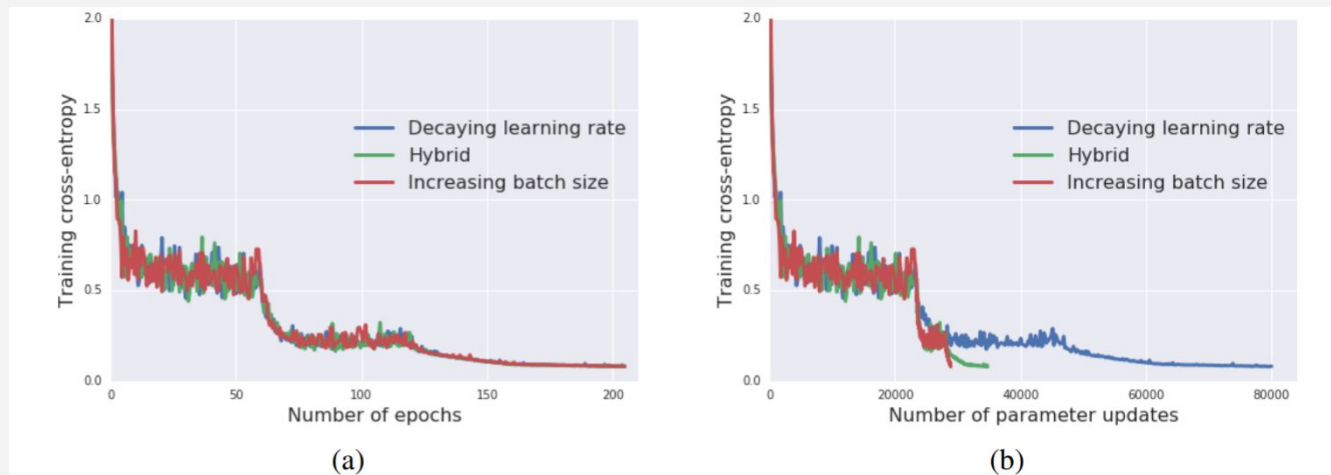 2.0
1.5
1.0
0.5
0.0
Training cross-entropy
Decaying learning rate
Hybrid
Increasing batch size
0
50
100
150
200
Number of epochs
(a)
2.0
1.5
1.0
0.5
0.0
Training cross-entropy
Decaying learning rate
Hybrid
Increasing batch size
0
20000
40000
60000
80000
Number of parameter updates
(b)